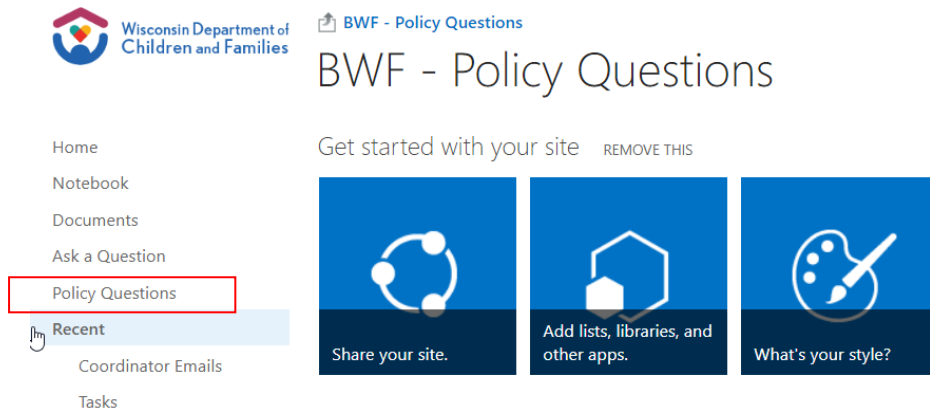 Wisconsin Department of
Children and Families
BWF - Policy Questions
BWF - Policy Questions
Home
Notebook
Documents
Ask a Question
Policy Questions
Recent
Coordinator Emails
Tasks
Get started with your site REMOVE THIS
Share your site.
Add lists, libraries, and
other apps.
What's your style?